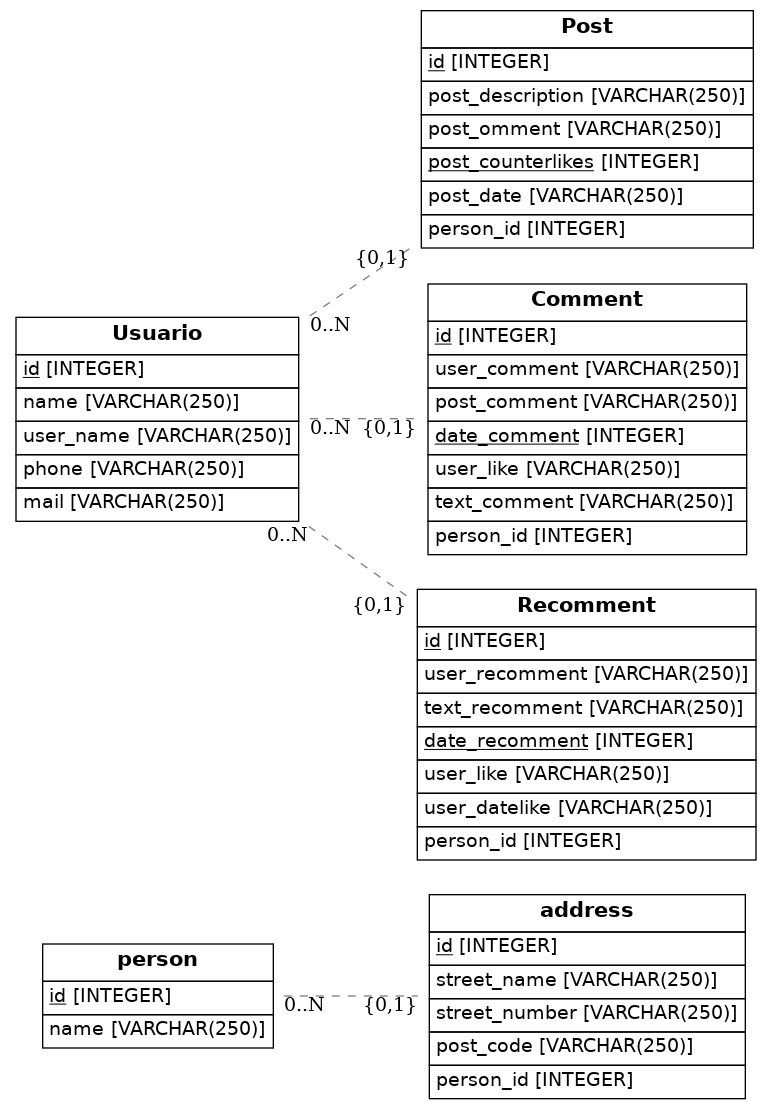 Post
id [INTEGER]
post_description [VARCHAR(250)]
post_omment [VARCHAR(250)]
post_counterlikes [INTEGER]
post_date [VARCHAR(250)]
person_id [INTEGER]
{0,1}
0..N
Usuario
id [INTEGER]
name [VARCHAR(250)]
user_name [VARCHAR(250)]
phone [VARCHAR(250)]
mail [VARCHAR(250)]
0..N {0,1}
Comment
id [INTEGER]
user_comment [VARCHAR(250)]
post_comment [VARCHAR(250)]
date_comment [INTEGER]
user_like [VARCHAR(250)]
text_comment [VARCHAR(250)]
person_id [INTEGER]
0..N
{0,1}
Recomment
id [INTEGER]
user_recomment [VARCHAR(250)]
text_recomment [VARCHAR(250)]
date_recomment [INTEGER]
user_like [VARCHAR(250)]
user_datelike [VARCHAR(250)]
person_id [INTEGER]
person
id [INTEGER]
name [VARCHAR(250)]
0..N {0,1}
address
id [INTEGER]
street_name [VARCHAR(250)]
street_number [VARCHAR(250)]
post_code [VARCHAR(250)]
person_id [INTEGER]